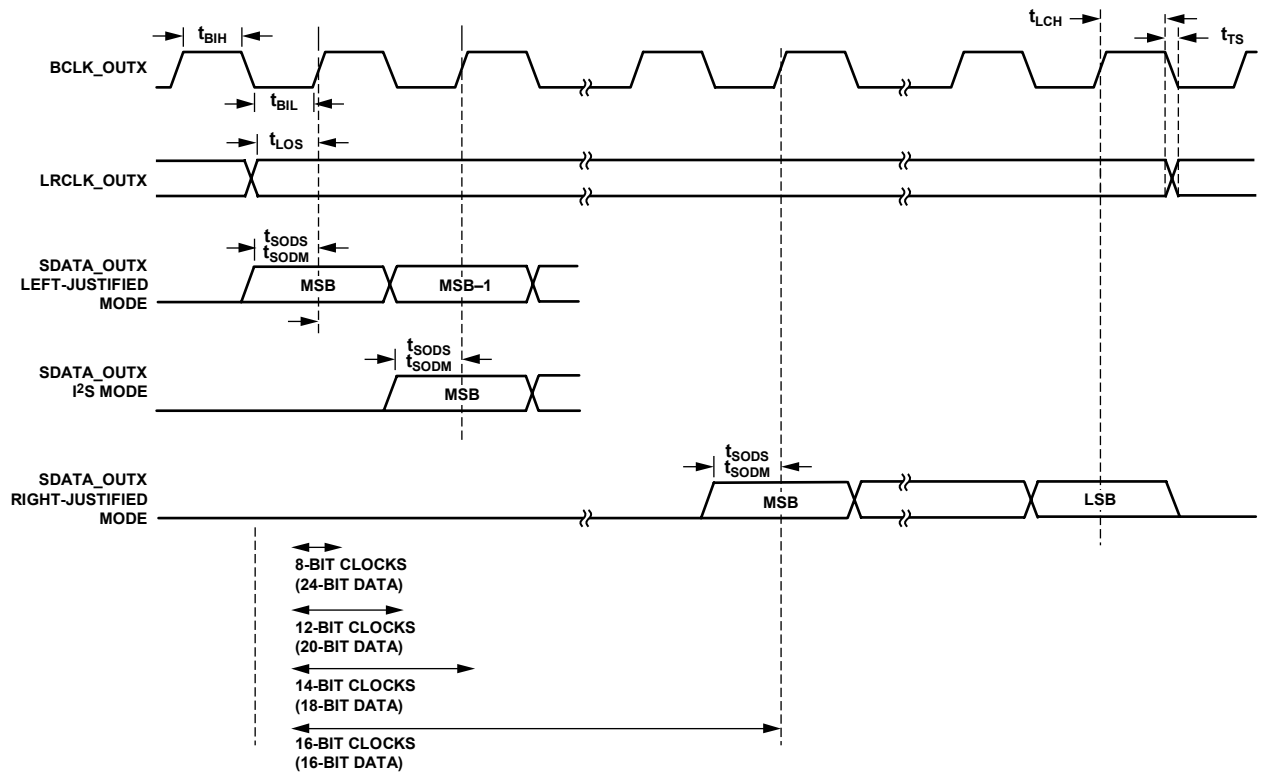 tBIH
tLCH
tTS
BCLK_OUTX
tBIL
tLOS
LRCLK_OUTX
tSODS
tSODM
SDATA_OUTX
LEFT-JUSTIFIED
MODE
MSB
MSB–1
tSODS
tSODM
SDATA_OUTX
I2S MODE
MSB
tSODS
tSODM
SDATA_OUTX
RIGHT-JUSTIFIED
MODE
MSB
LSB
8-BIT CLOCKS
(24-BIT DATA)
12-BIT CLOCKS
(20-BIT DATA)
14-BIT CLOCKS
(18-BIT DATA)
16-BIT CLOCKS
(16-BIT DATA)